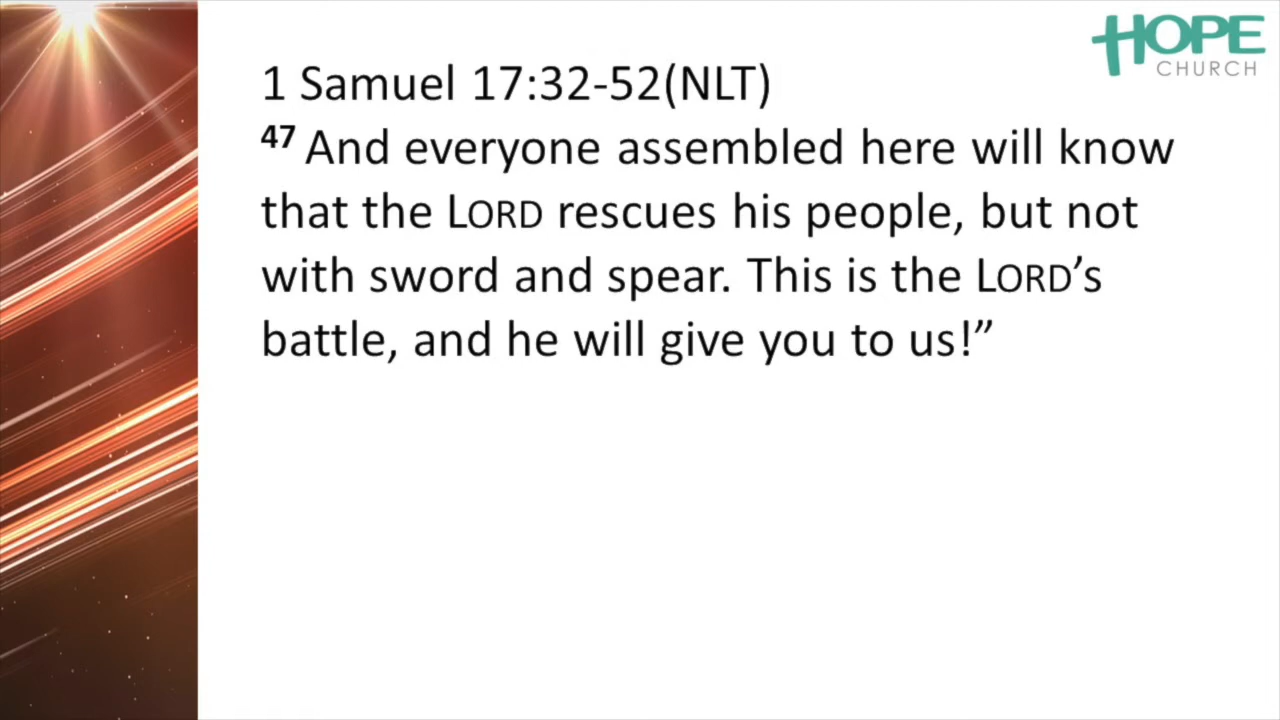 HOPE
CHURCH
1 Samuel 17:32-52(NLT)
47 And everyone assembled here will know
that the LORD rescues his people, but not
with sword and spear. This is the LORD’s
battle, and he will give you to us!”